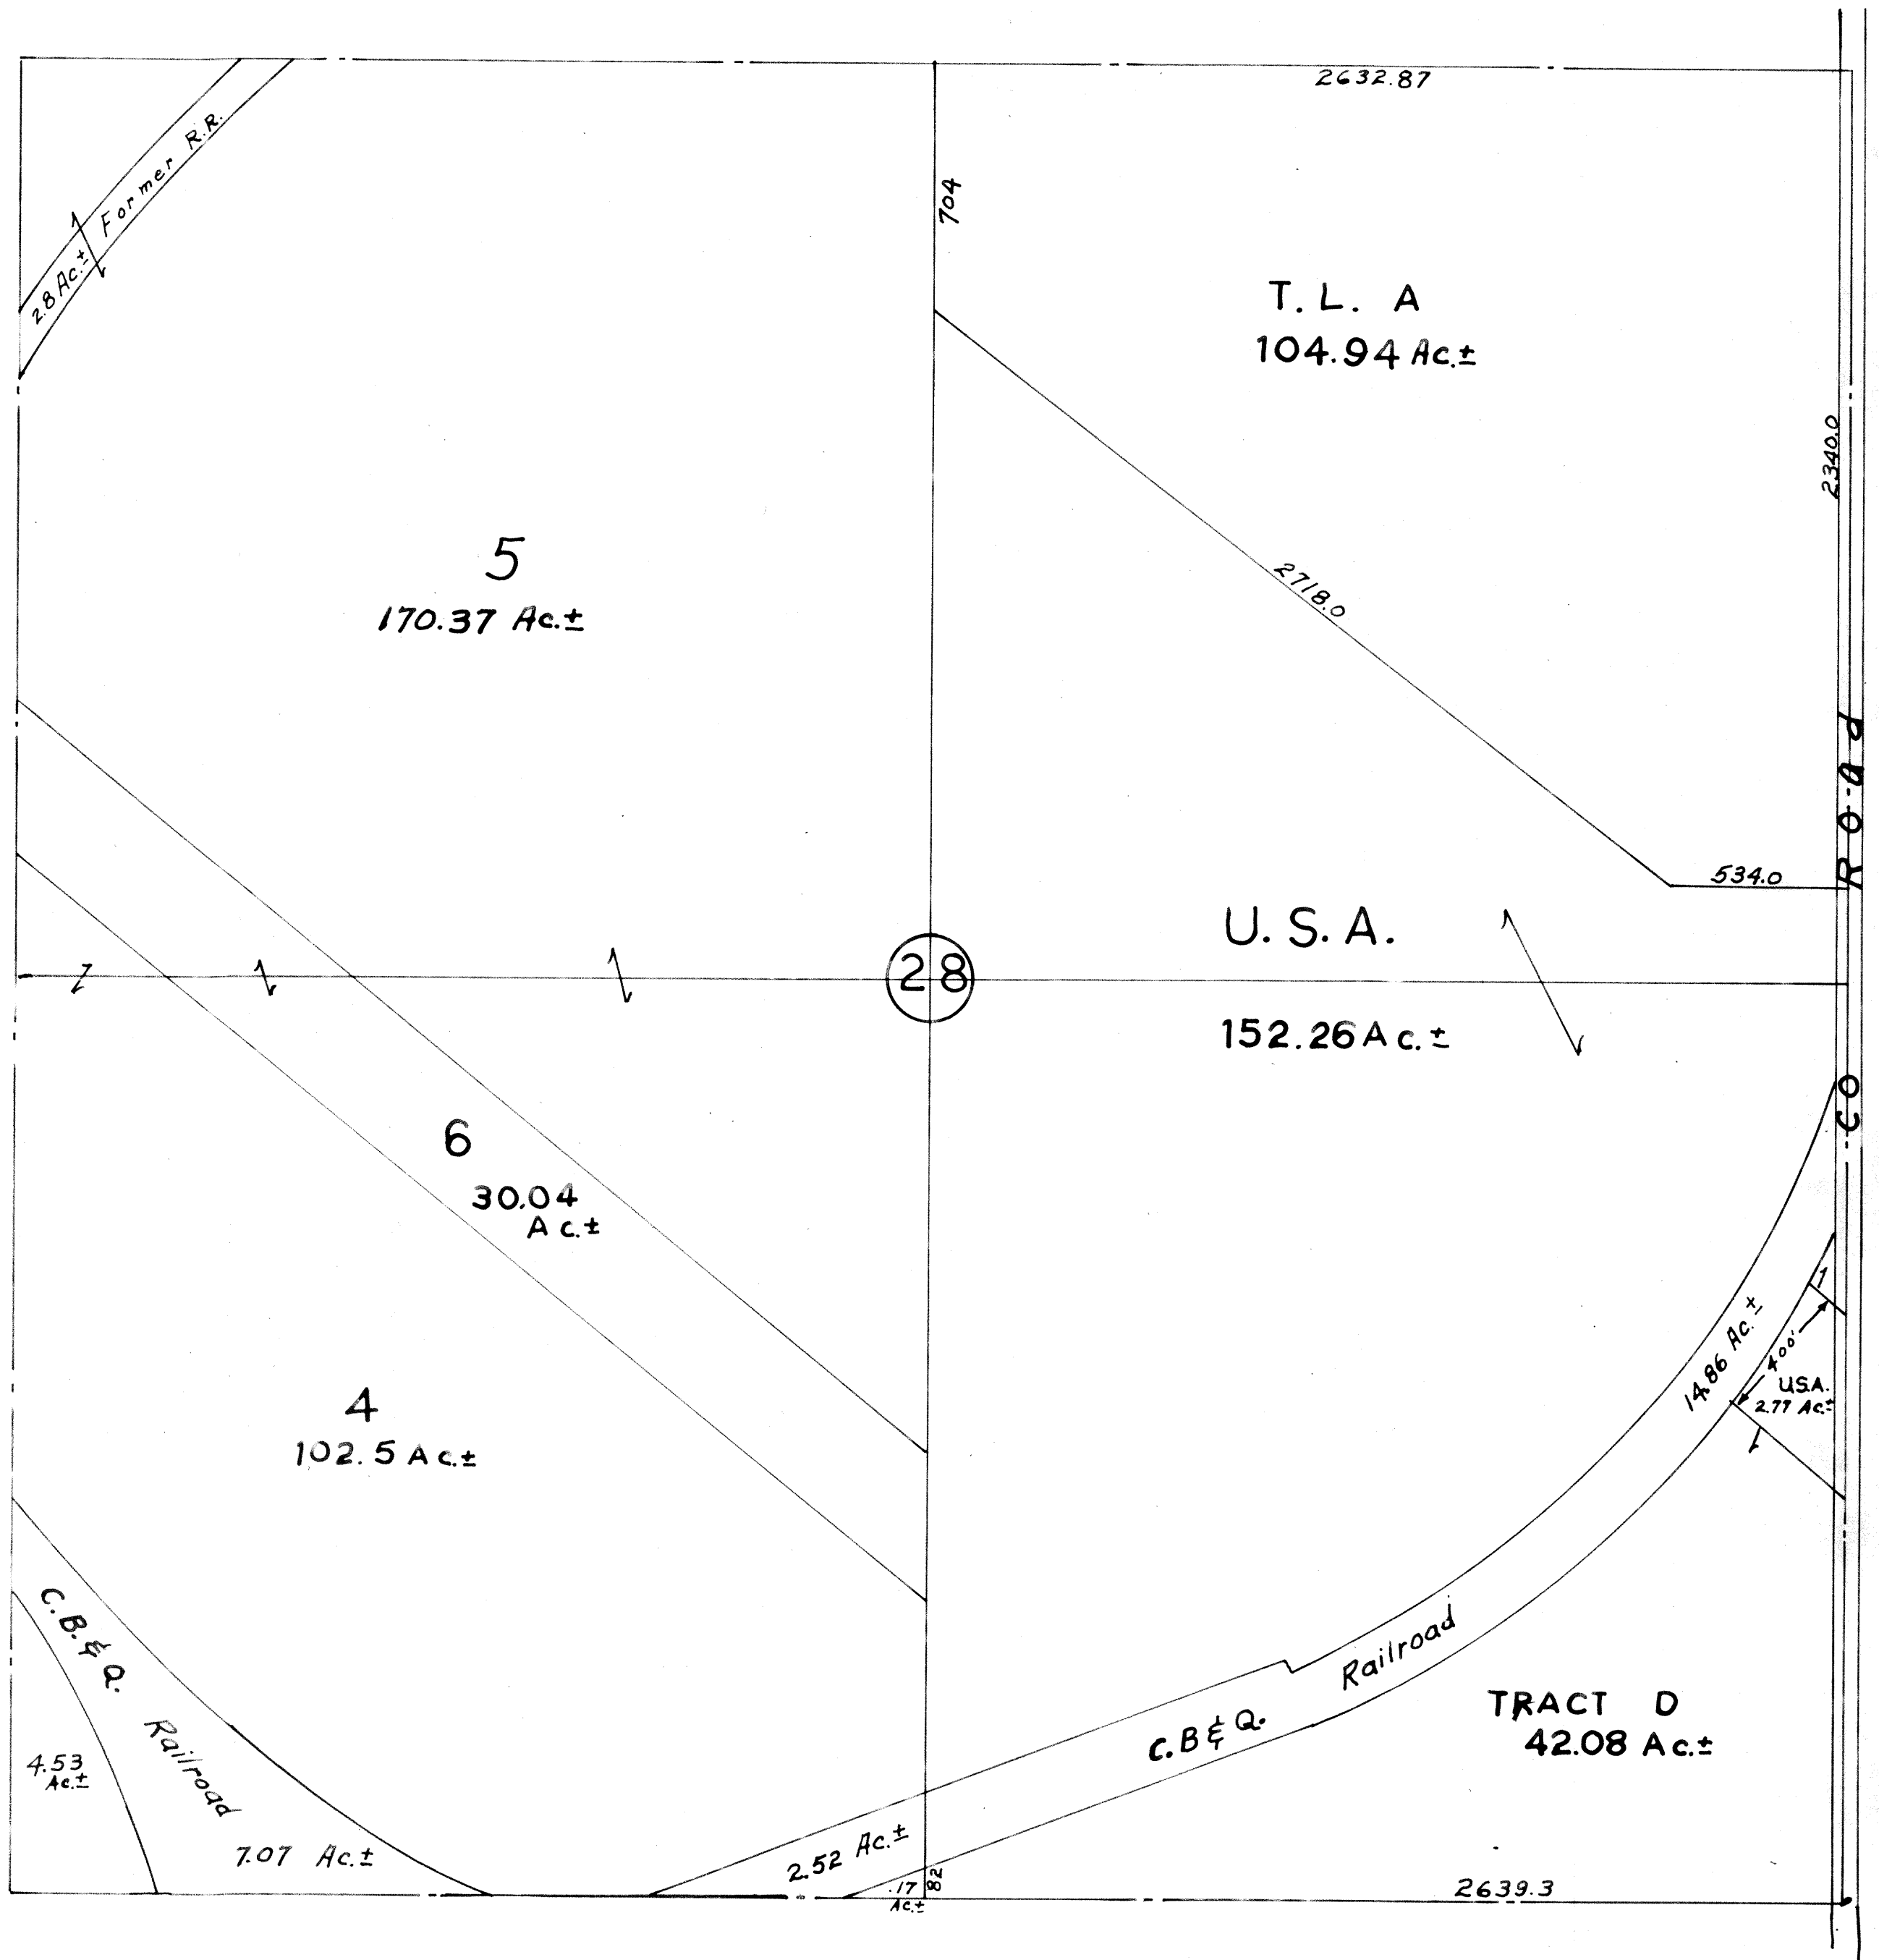 2632.87
Former R.R.
2.8 Ac.±
704
T. L. A
104.94 Ac.±
2340.0
5
170.37 Ac.±
2718.0
534.0
Co Road
U. S. A.
28
152.26 Ac.±
6
30.04
Ac.±
14.86 Ac.±
400'
U.S.A.
2.77 Ac.±
4
102.5 Ac.±
C. B. & Q. Railroad
C. B & Q. Railroad
TRACT D
42.08 Ac.±
4.53
Ac.±
7.07 Ac.±
2.52 Ac.±
82
.17
Ac.±
2639.3